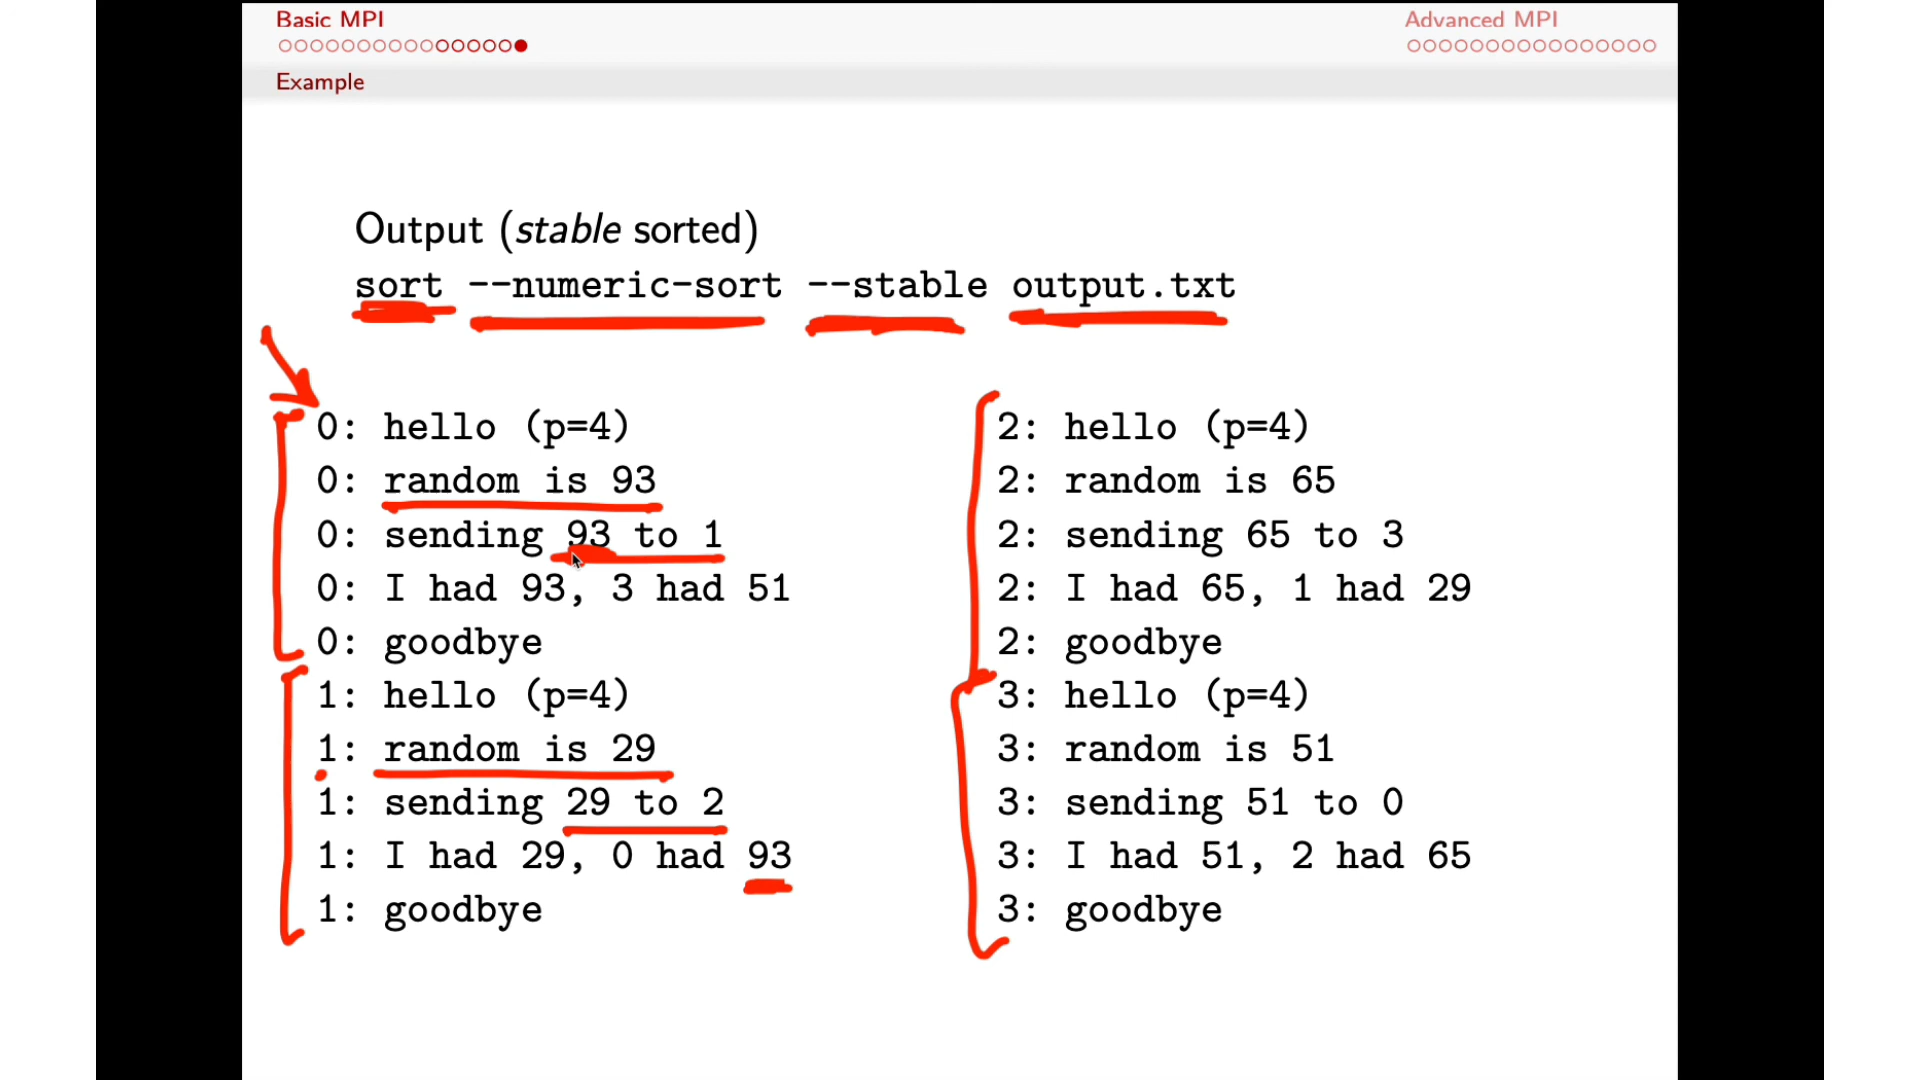 Basic MPI
Advanced MPI
Example
Output (stable sorted)
sort --numeric-sort --stable output.txt
0: hello (p=4)
0: random is 93
0: sending 93 to 1
0: I had 93, 3 had 51
0: goodbye
1: hello (p=4)
1: random is 29
1: sending 29 to 2
1: I had 29, 0 had 93
1: goodbye
2: hello (p=4)
2: random is 65
2: sending 65 to 3
2: I had 65, 1 had 29
2: goodbye
3: hello (p=4)
3: random is 51
3: sending 51 to 0
3: I had 51, 2 had 65
3: goodbye